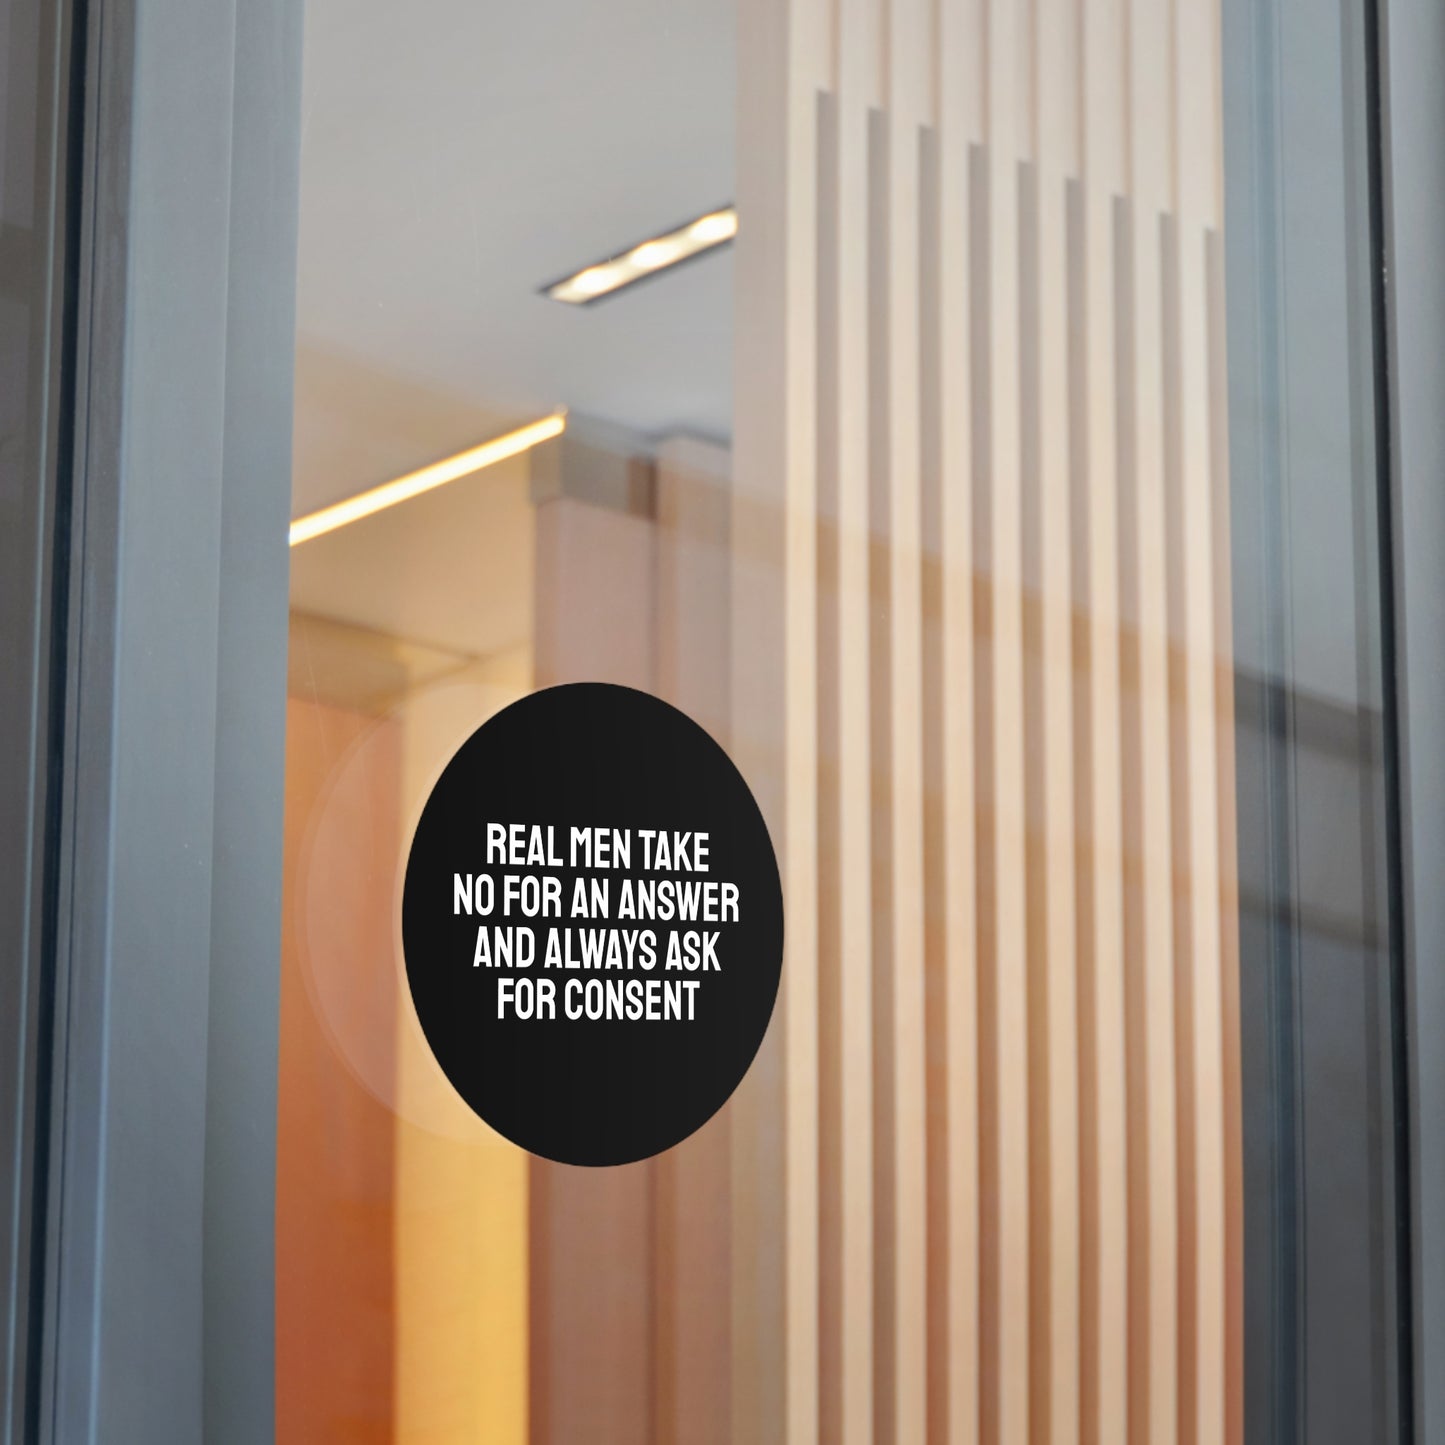 REAL MEN TAKE
NO FOR AN ANSWER
AND ALWAYS ASK
FOR CONSENT